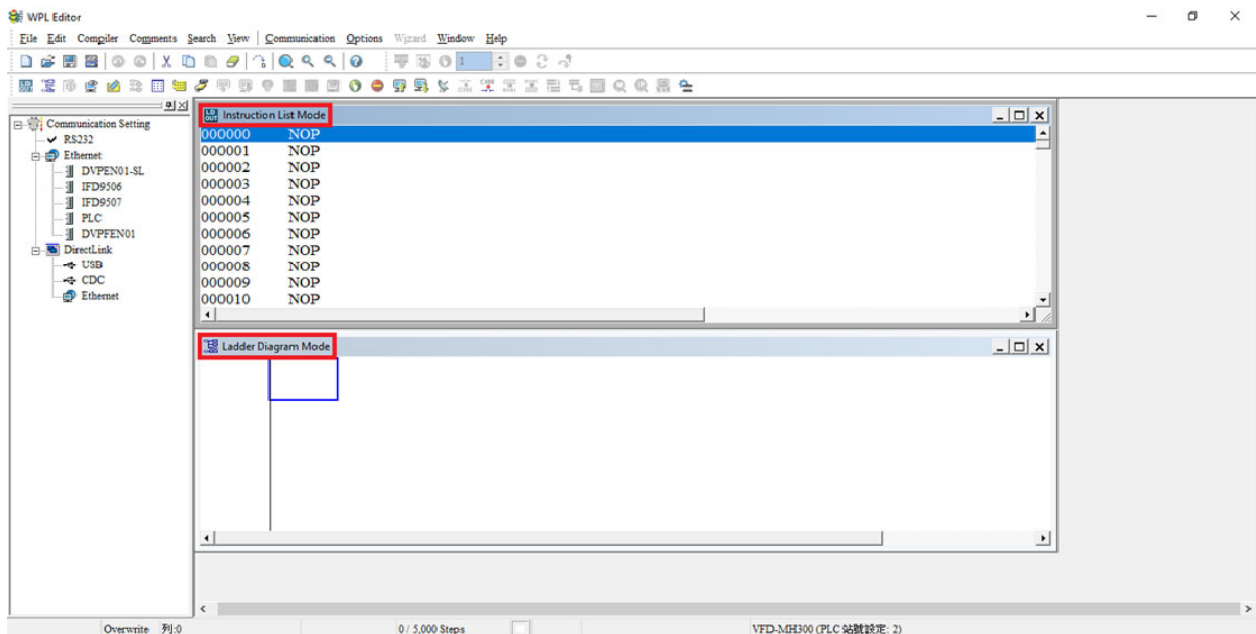 WPL Editor
File Edit Compiler Comments Search View Communication Options Wizard Window Help
1
Communication Setting
RS232
Ethernet
DVPEN01-SL
IFD9506
IFD9507
PLC
DVPFEN01
DirectLink
USB
CDC
Ethernet
Instruction List Mode
000000 NOP
000001 NOP
000002 NOP
000003 NOP
000004 NOP
000005 NOP
000006 NOP
000007 NOP
000008 NOP
000009 NOP
000010 NOP
Ladder Diagram Mode
Overwrite 列:0 0 / 5,000 Steps VFD-MH300 (PLC 站號設定: 2)